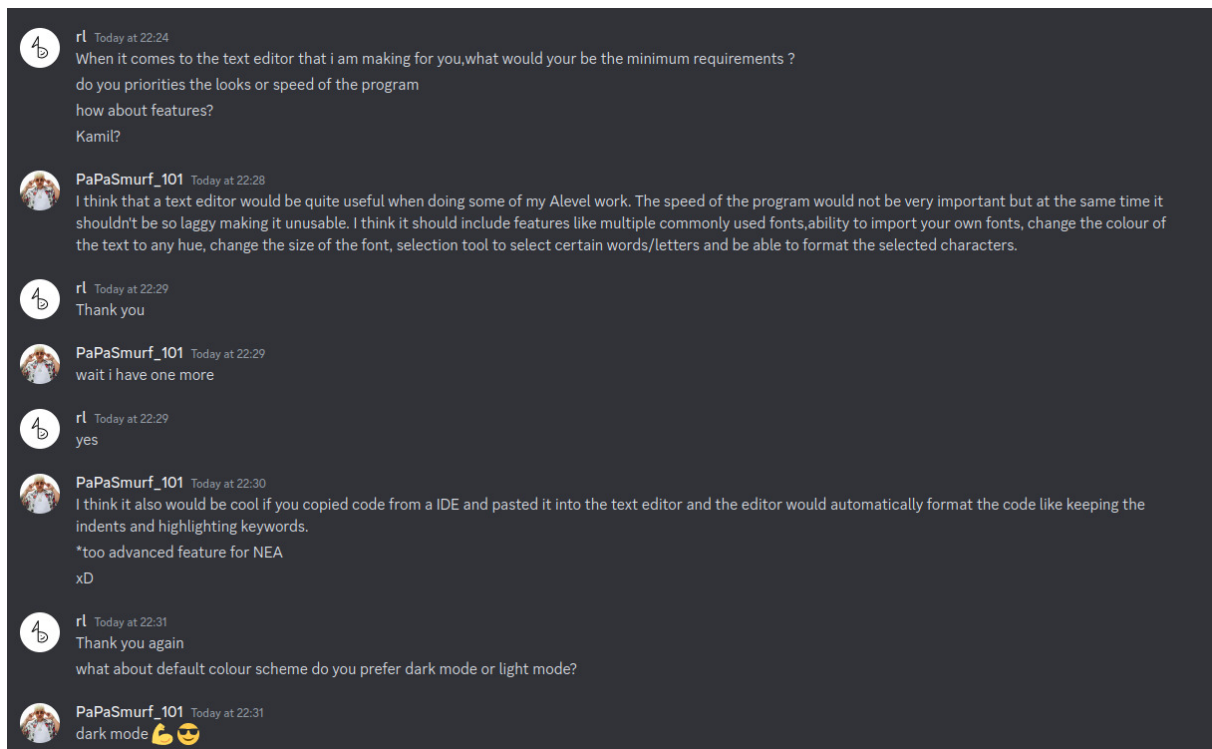 rl Today at 22:24
When it comes to the text editor that i am making for you,what would your be the minimum requirements ?
do you priorities the looks or speed of the program
how about features?
Kamil?
PaPaSmurf_101 Today at 22:28
I think that a text editor would be quite useful when doing some of my Alevel work. The speed of the program would not be very important but at the same time it
shouldn't be so laggy making it unusable. I think it should include features like multiple commonly used fonts,ability to import your own fonts, change the colour of
the text to any hue, change the size of the font, selection tool to select certain words/letters and be able to format the selected characters.
rl Today at 22:29
Thank you
PaPaSmurf_101 Today at 22:29
wait i have one more
rl Today at 22:29
yes
PaPaSmurf_101 Today at 22:30
I think it also would be cool if you copied code from a IDE and pasted it into the text editor and the editor would automatically format the code like keeping the
indents and highlighting keywords.
*too advanced feature for NEA
xD
rl Today at 22:31
Thank you again
what about default colour scheme do you prefer dark mode or light mode?
PaPaSmurf_101 Today at 22:31
dark mode💪😎